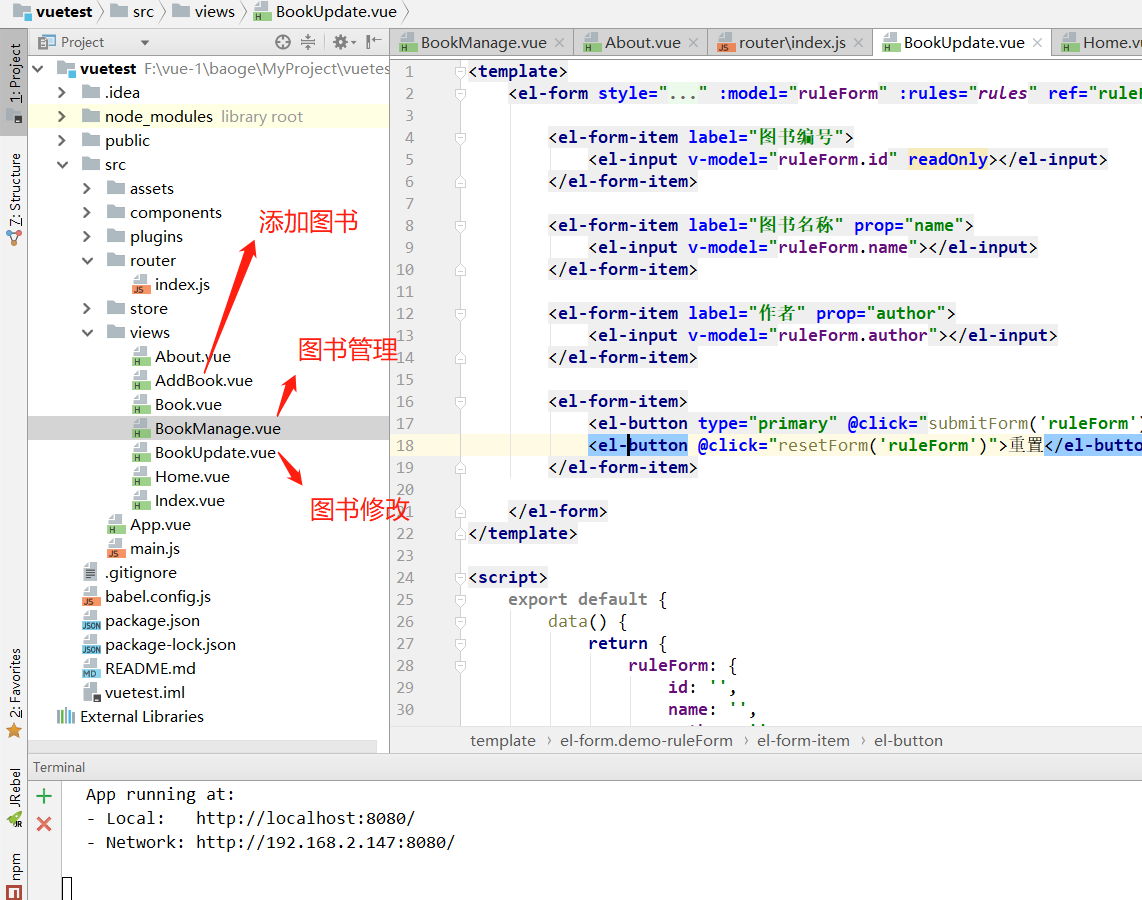 vuetest src views BookUpdate.vue
Project
BookManage.vue About.vue router\index.js BookUpdate.vue Home.v
1: Project
Z: Structure
2: Favorites
JRebel
npm
vuetest F:\vue-1\baoge\MyProject\vuetes
.idea
node_modules library root
public
src
assets
components
plugins
router
index.js
store
views
About.vue
AddBook.vue
Book.vue
BookManage.vue
BookUpdate.vue
Home.vue
Index.vue
App.vue
main.js
.gitignore
babel.config.js
package.json
package-lock.json
README.md
vuetest.iml
External Libraries
添加图书
图书管理
图书修改
1 <template>
2 <el-form style="..." :model="ruleForm" :rules="rules" ref="ruleF
3
4 <el-form-item label="图书编号">
5 <el-input v-model="ruleForm.id" readOnly></el-input>
6 </el-form-item>
7
8 <el-form-item label="图书名称" prop="name">
9 <el-input v-model="ruleForm.name"></el-input>
10 </el-form-item>
11
12 <el-form-item label="作者" prop="author">
13 <el-input v-model="ruleForm.author"></el-input>
14 </el-form-item>
15
16 <el-form-item>
17 <el-button type="primary" @click="submitForm('ruleForm')
18 <el-button @click="resetForm('ruleForm')">重置</el-butto
19 </el-form-item>
20
21 </el-form>
22 </template>
23
24 <script>
25 export default {
26 data() {
27 return {
28 ruleForm: {
29 id: '',
30 name: '',
template › el-form.demo-ruleForm › el-form-item › el-button
Terminal
App running at:
- Local: http://localhost:8080/
- Network: http://192.168.2.147:8080/